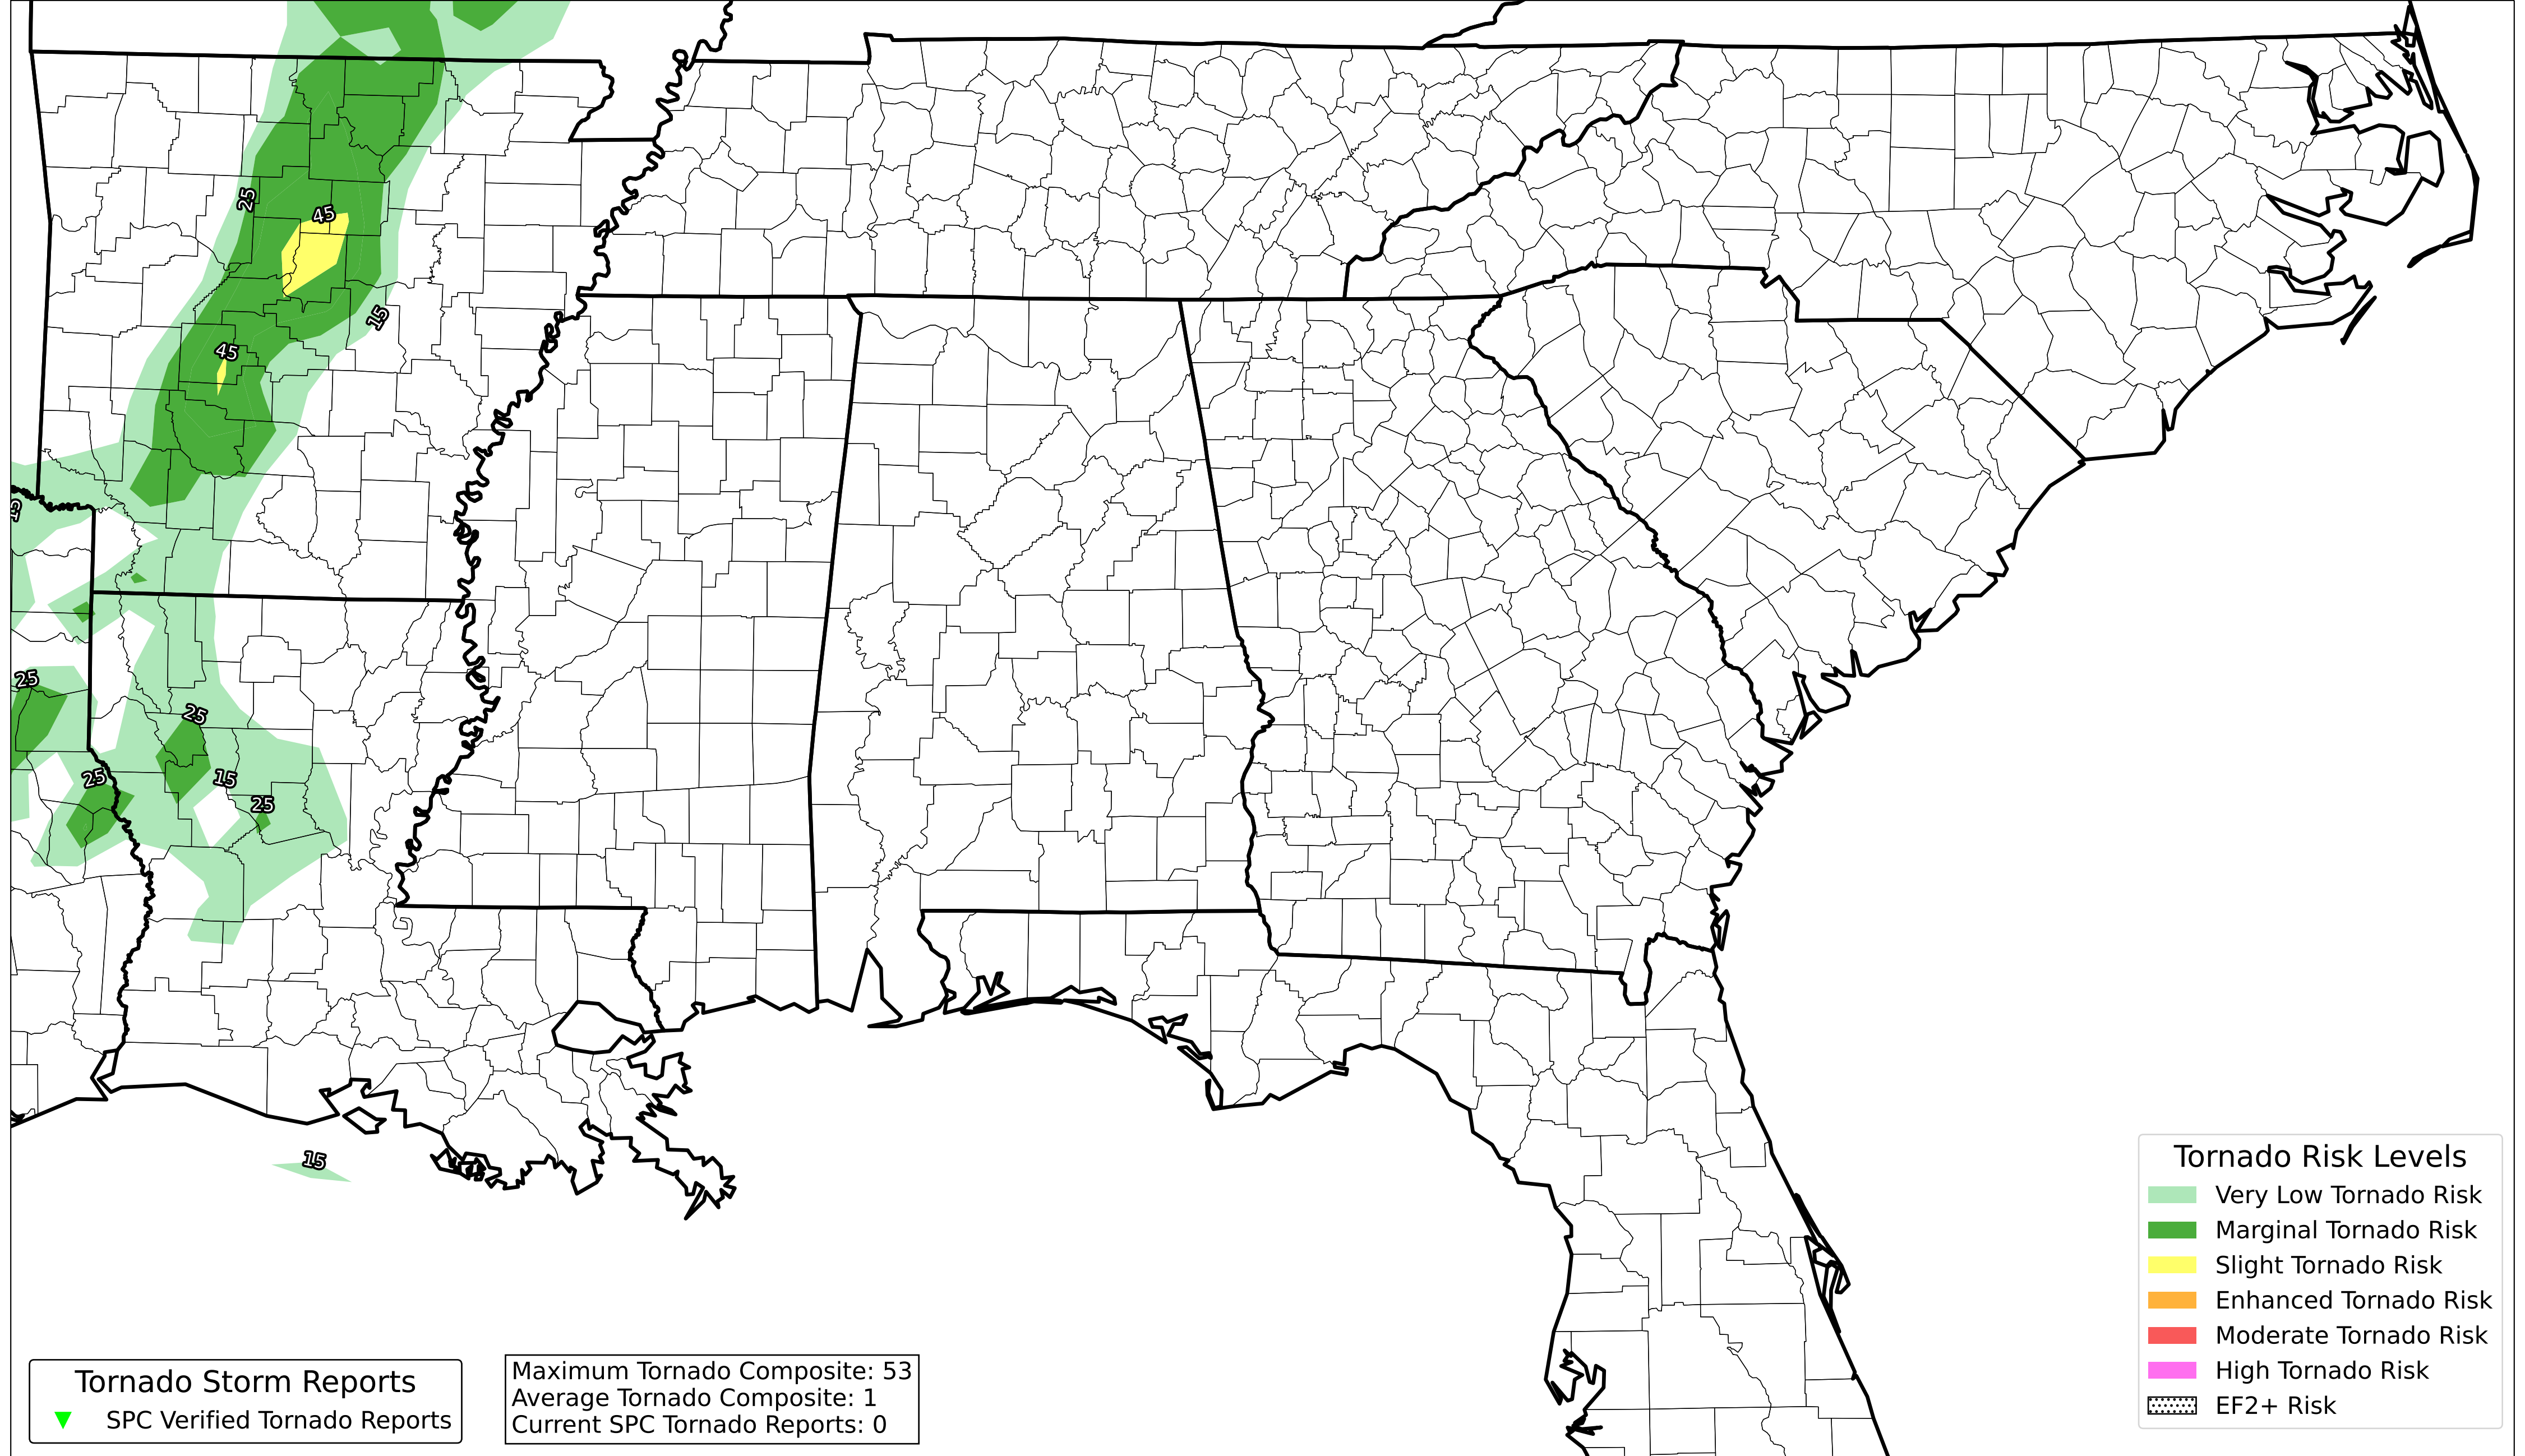 25
45
15
45
15
25
25
25
15
25
15
Tornado Risk Levels
Very Low Tornado Risk
Marginal Tornado Risk
Slight Tornado Risk
Enhanced Tornado Risk
Moderate Tornado Risk
High Tornado Risk
EF2+ Risk
Tornado Storm Reports
SPC Verified Tornado Reports
Maximum Tornado Composite: 53
Average Tornado Composite: 1
Current SPC Tornado Reports: 0